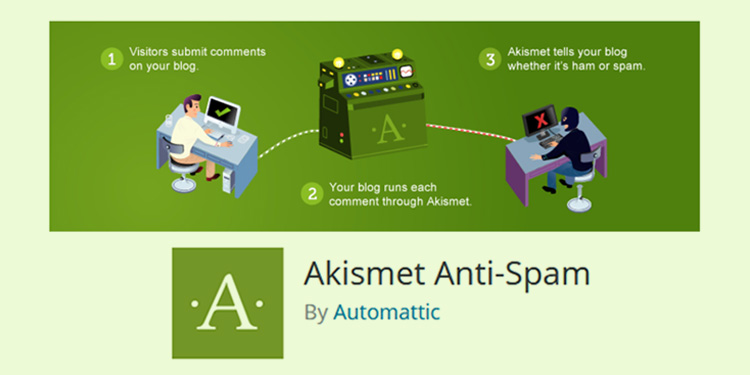 1 Visitors submit comments
on your blog.
·A·
2 Your blog runs each
comment through Akismet.
3 Akismet tells your blog
whether it's ham or spam.
·A·
Akismet Anti-Spam
By Automattic